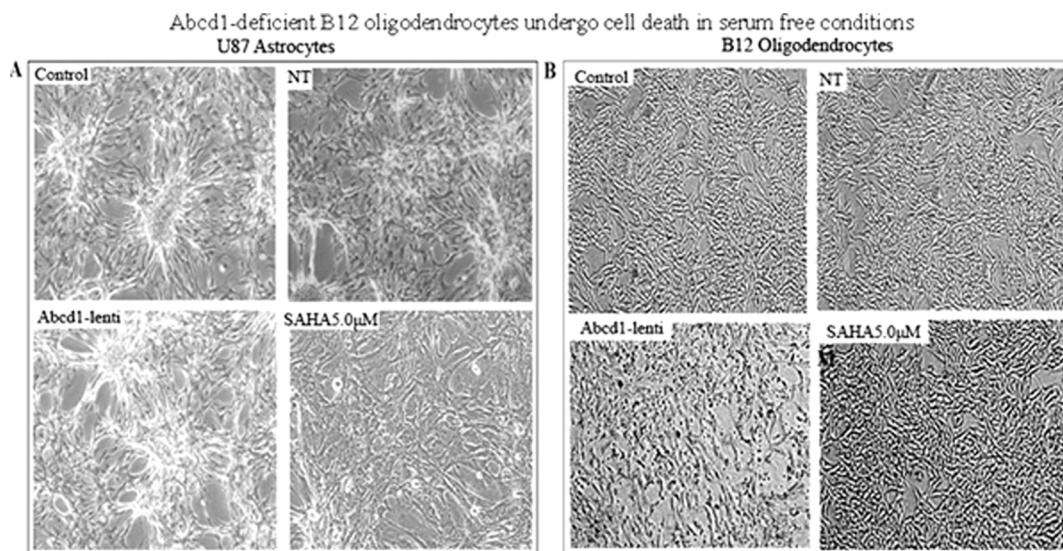 Abcd1-deficient B12 oligodendrocytes undergo cell death in serum free conditions
U87 Astrocytes
B12 Oligodendrocytes
A
Control
NT
B
Control
NT
Abcd1-lenti
SAHA5.0µM
Abcd1-lenti
SAHA5.0µM